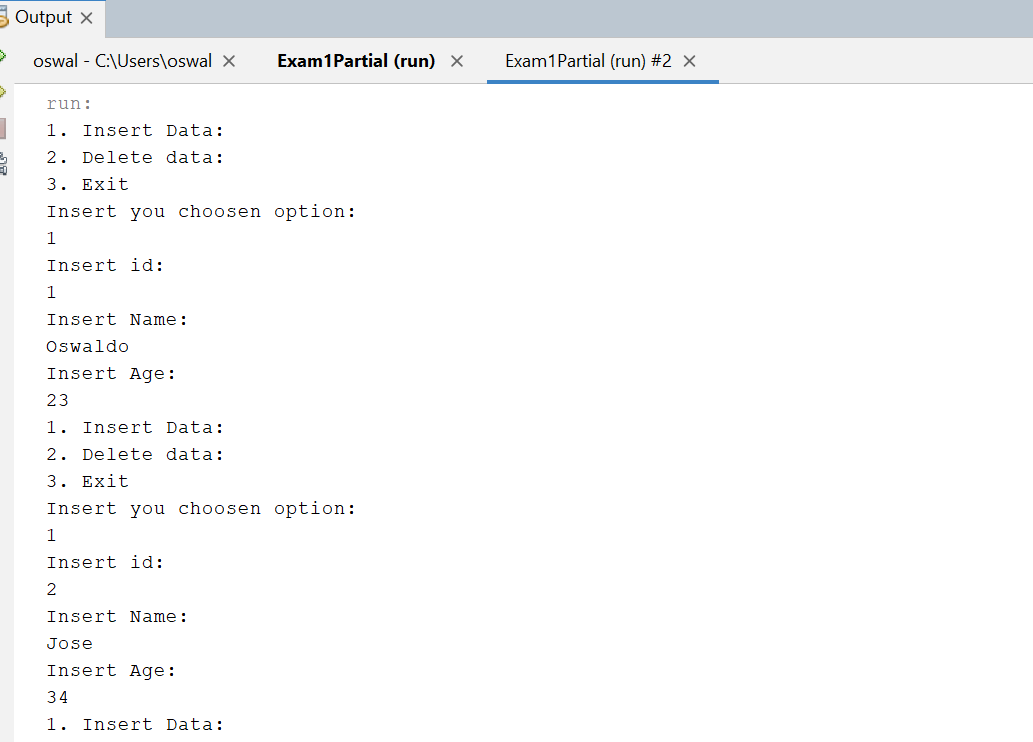 Output
oswal - C:\Users\oswal
Exam1Partial (run)
Exam1Partial (run) #2
run:
1. Insert Data:
2. Delete data:
3. Exit
Insert you choosen option:
1
Insert id:
1
Insert Name:
Oswaldo
Insert Age:
23
1. Insert Data:
2. Delete data:
3. Exit
Insert you choosen option:
1
Insert id:
2
Insert Name:
Jose
Insert Age:
34
1. Insert Data: